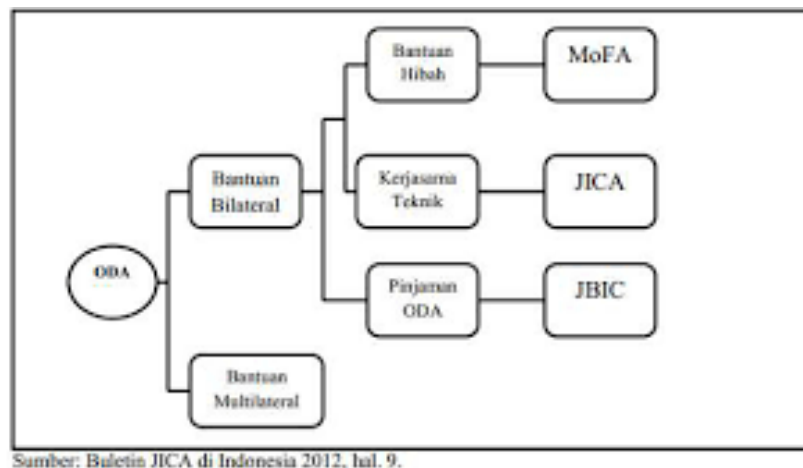 Bantuan
Hibah
MoFA
Bantuan
Bilateral
Kerjasama
Teknik
JICA
ODA
Pinjaman
ODA
JBIC
Bantuan
Multilateral
Sumber: Buletin JICA di Indonesia 2012, hal. 9.